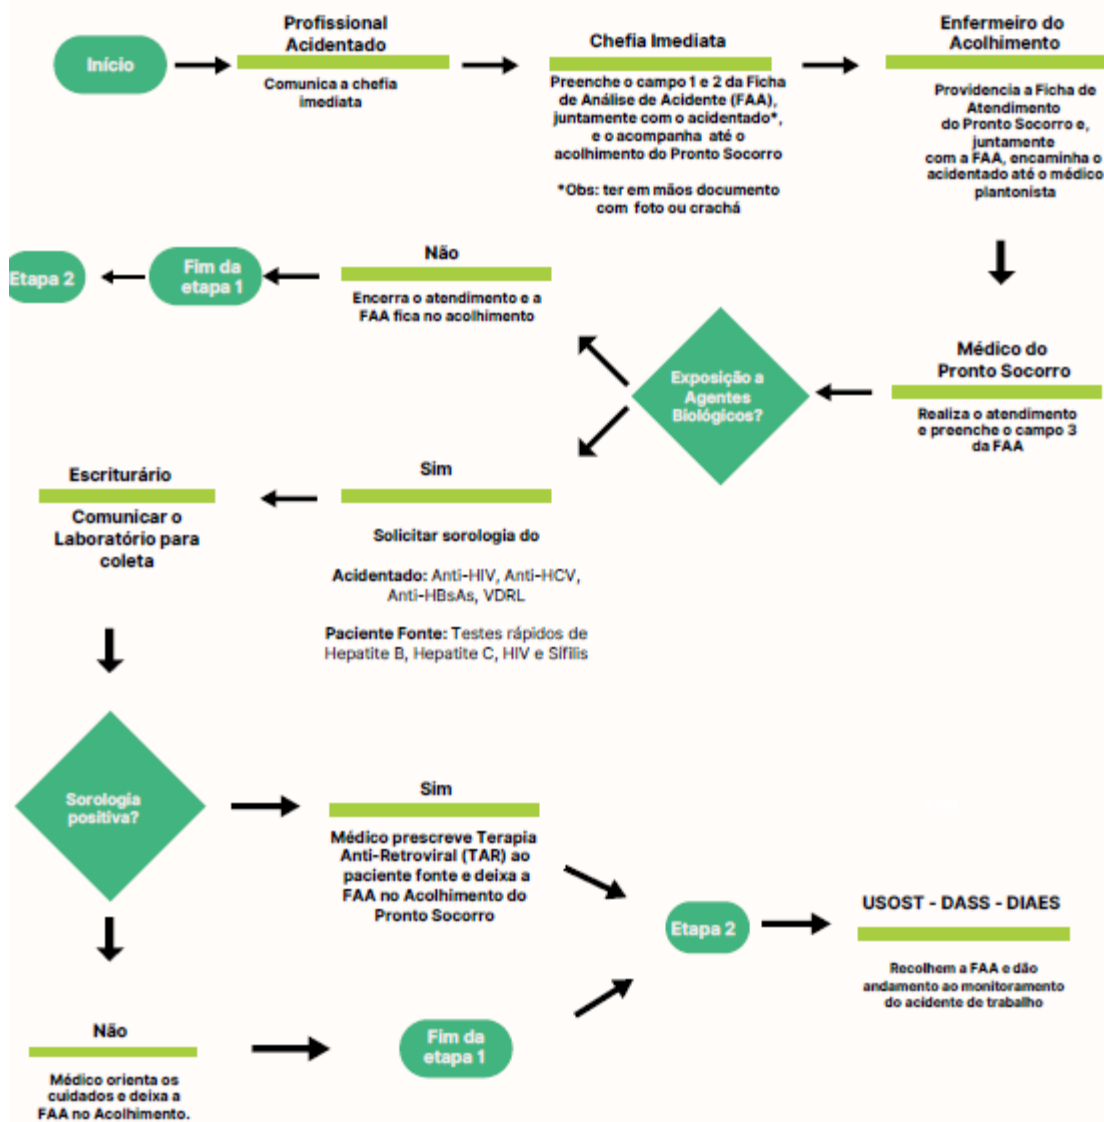 Início
Profissional
Acidentado
Comunica a chefia
imediata
Chefia Imediata
Preenche o campo 1 e 2 da Ficha
de Análise de Acidente (FAA),
juntamente com o acidentado*,
e o acompanha até o
acolhimento do Pronto Socorro
*Obs: ter em mãos documento
com foto ou crachá
Enfermeiro do
Acolhimento
Providencia a Ficha de
Atendimento
do Pronto Socorro e,
juntamente
com a FAA, encaminha o
acidentado até o médico
plantonista
Médico do
Pronto Socorro
Realiza o atendimento
e preenche o campo 3
da FAA
Exposição a
Agentes
Biológicos?
Não
Encerra o atendimento e a
FAA fica no acolhimento
Fim da
etapa 1
Etapa 2
Sim
Solicitar sorologia do
Acidentado: Anti-HIV, Anti-HCV,
Anti-HBsAs, VDRL
Paciente Fonte: Testes rápidos de
Hepatite B, Hepatite C, HIV e Sífilis
Escriturário
Comunicar o
Laboratório para
coleta
Sorologia
positiva?
Sim
Médico prescreve Terapia
Anti-Retroviral (TAR) ao
paciente fonte e deixa a
FAA no Acolhimento do
Pronto Socorro
Não
Médico orienta os
cuidados e deixa a
FAA no Acolhimento.
Fim da
etapa 1
Etapa 2
USOST - DASS - DIAES
Recolhem a FAA e dão
andamento ao monitoramento
do acidente de trabalho